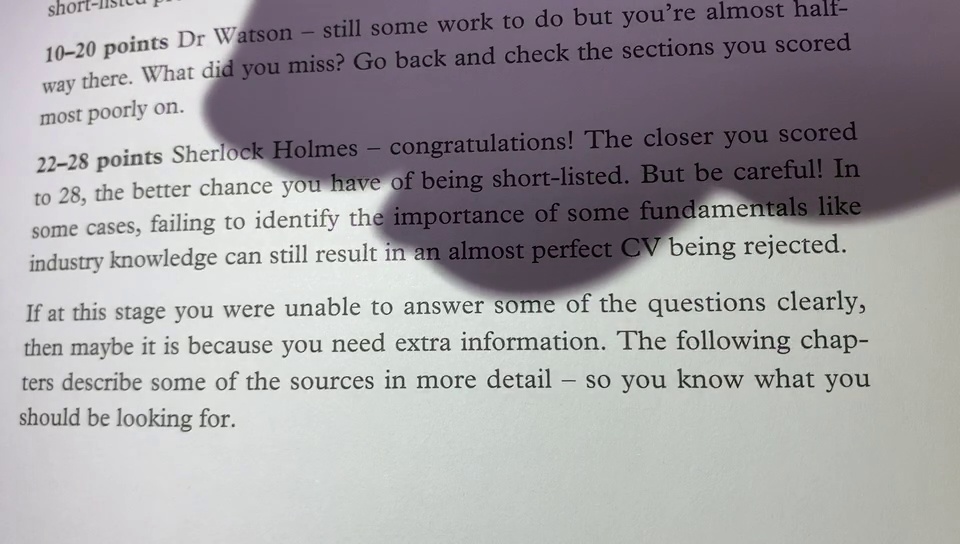 short-listed
10–20 points Dr Watson – still some work to do but you're almost half-
way there. What did you miss? Go back and check the sections you scored
most poorly on.
22–28 points Sherlock Holmes – congratulations! The closer you scored
to 28, the better chance you have of being short-listed. But be careful! In
some cases, failing to identify the importance of some fundamentals like
industry knowledge can still result in an almost perfect CV being rejected.
If at this stage you were unable to answer some of the questions clearly,
then maybe it is because you need extra information. The following chap-
ters describe some of the sources in more detail – so you know what you
should be looking for.